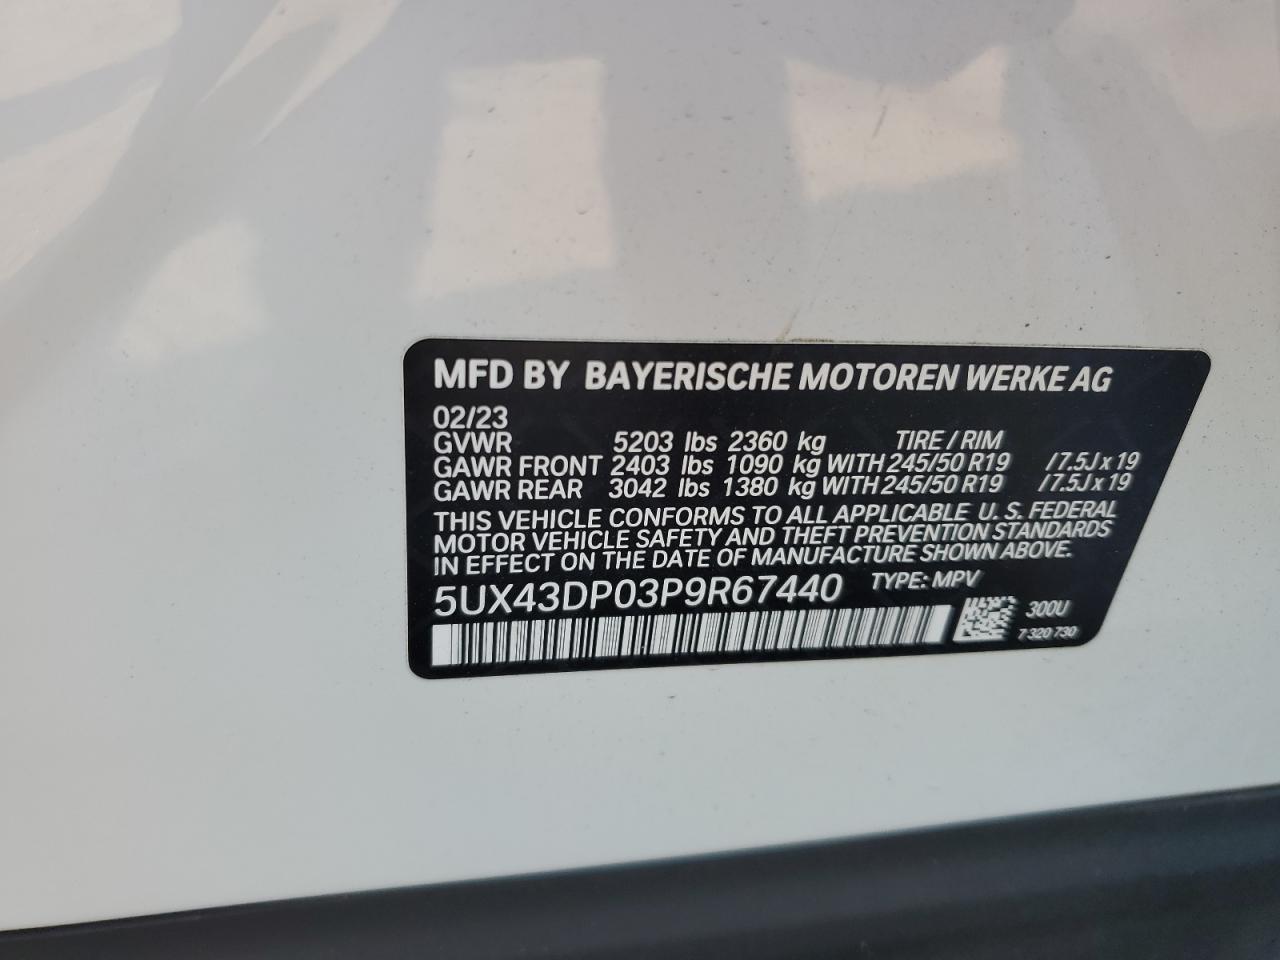 MFD BY BAYERISCHE MOTOREN WERKE AG
02/23
GVWR 5203 lbs 2360 kg TIRE / RIM
GAWR FRONT 2403 lbs 1090 kg WITH 245/50 R19 / 7.5J x 19
GAWR REAR 3042 lbs 1380 kg WITH 245/50 R19 / 7.5J x 19
THIS VEHICLE CONFORMS TO ALL APPLICABLE U. S. FEDERAL
MOTOR VEHICLE SAFETY AND THEFT PREVENTION STANDARDS
IN EFFECT ON THE DATE OF MANUFACTURE SHOWN ABOVE.
5UX43DP03P9R67440 TYPE: MPV
300U
7 320 730